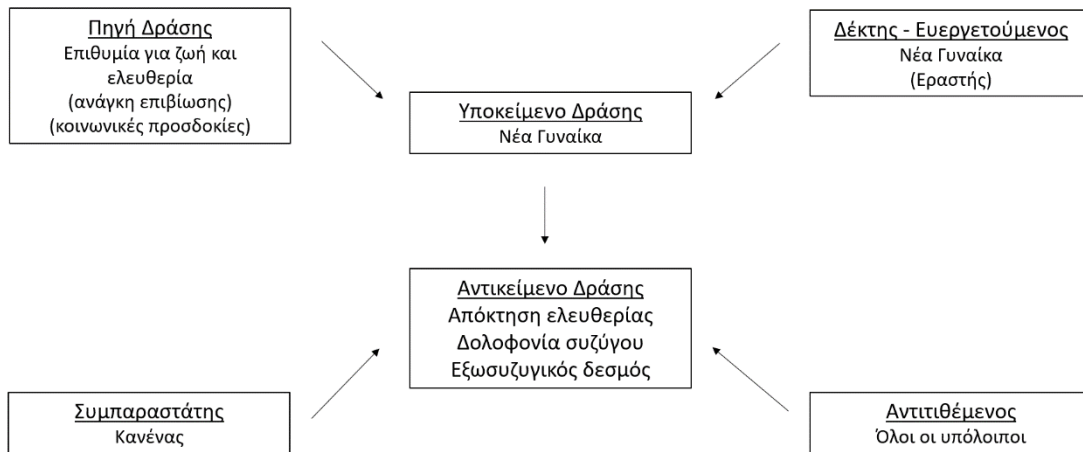 Πηγή Δράσης
Επιθυμία για ζωή και
ελευθερία
(ανάγκη επιβίωσης)
(κοινωνικές προσδοκίες)
Δέκτης - Ευεργετούμενος
Νέα Γυναίκα
(Εραστής)
Υποκείμενο Δράσης
Νέα Γυναίκα
Αντικείμενο Δράσης
Απόκτηση ελευθερίας
Δολοφονία συζύγου
Εξωσυζυγικός δεσμός
Συμπαραστάτης
Κανένας
Αντιτιθέμενος
Όλοι οι υπόλοιποι